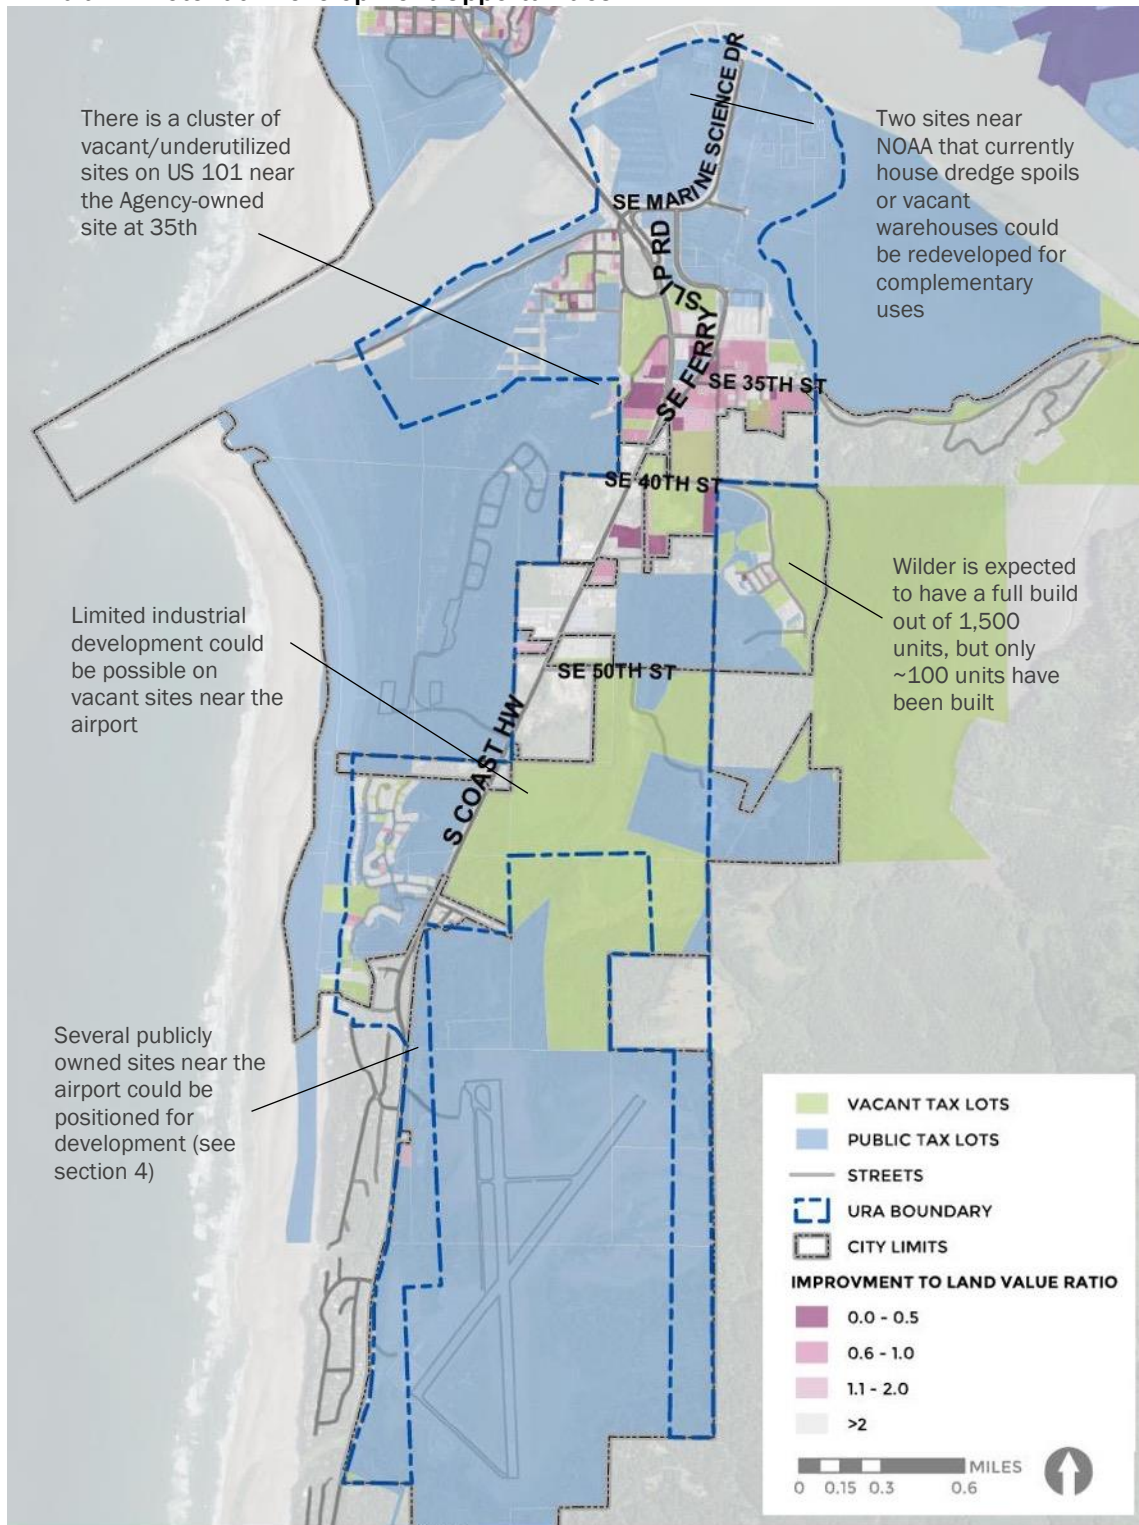 There is a cluster of
vacant/underutilized
sites on US 101 near
the Agency-owned
site at 35th
Two sites near
NOAA that currently
house dredge spoils
or vacant
warehouses could
be redeveloped for
complementary
uses
SE MARINE SCIENCE DR
SLIP RD
SE FERRY
SE 35TH ST
SE 40TH ST
Wilder is expected
to have a full build
out of 1,500
units, but only
~100 units have
been built
Limited industrial
development could
be possible on
vacant sites near the
airport
SE 50TH ST
S COAST HW
Several publicly
owned sites near the
airport could be
positioned for
development (see
section 4)
VACANT TAX LOTS
PUBLIC TAX LOTS
STREETS
URA BOUNDARY
CITY LIMITS
IMPROVMENT TO LAND VALUE RATIO
0.0 - 0.5
0.6 - 1.0
1.1 - 2.0
>2
MILES
0 0.15 0.3 0.6